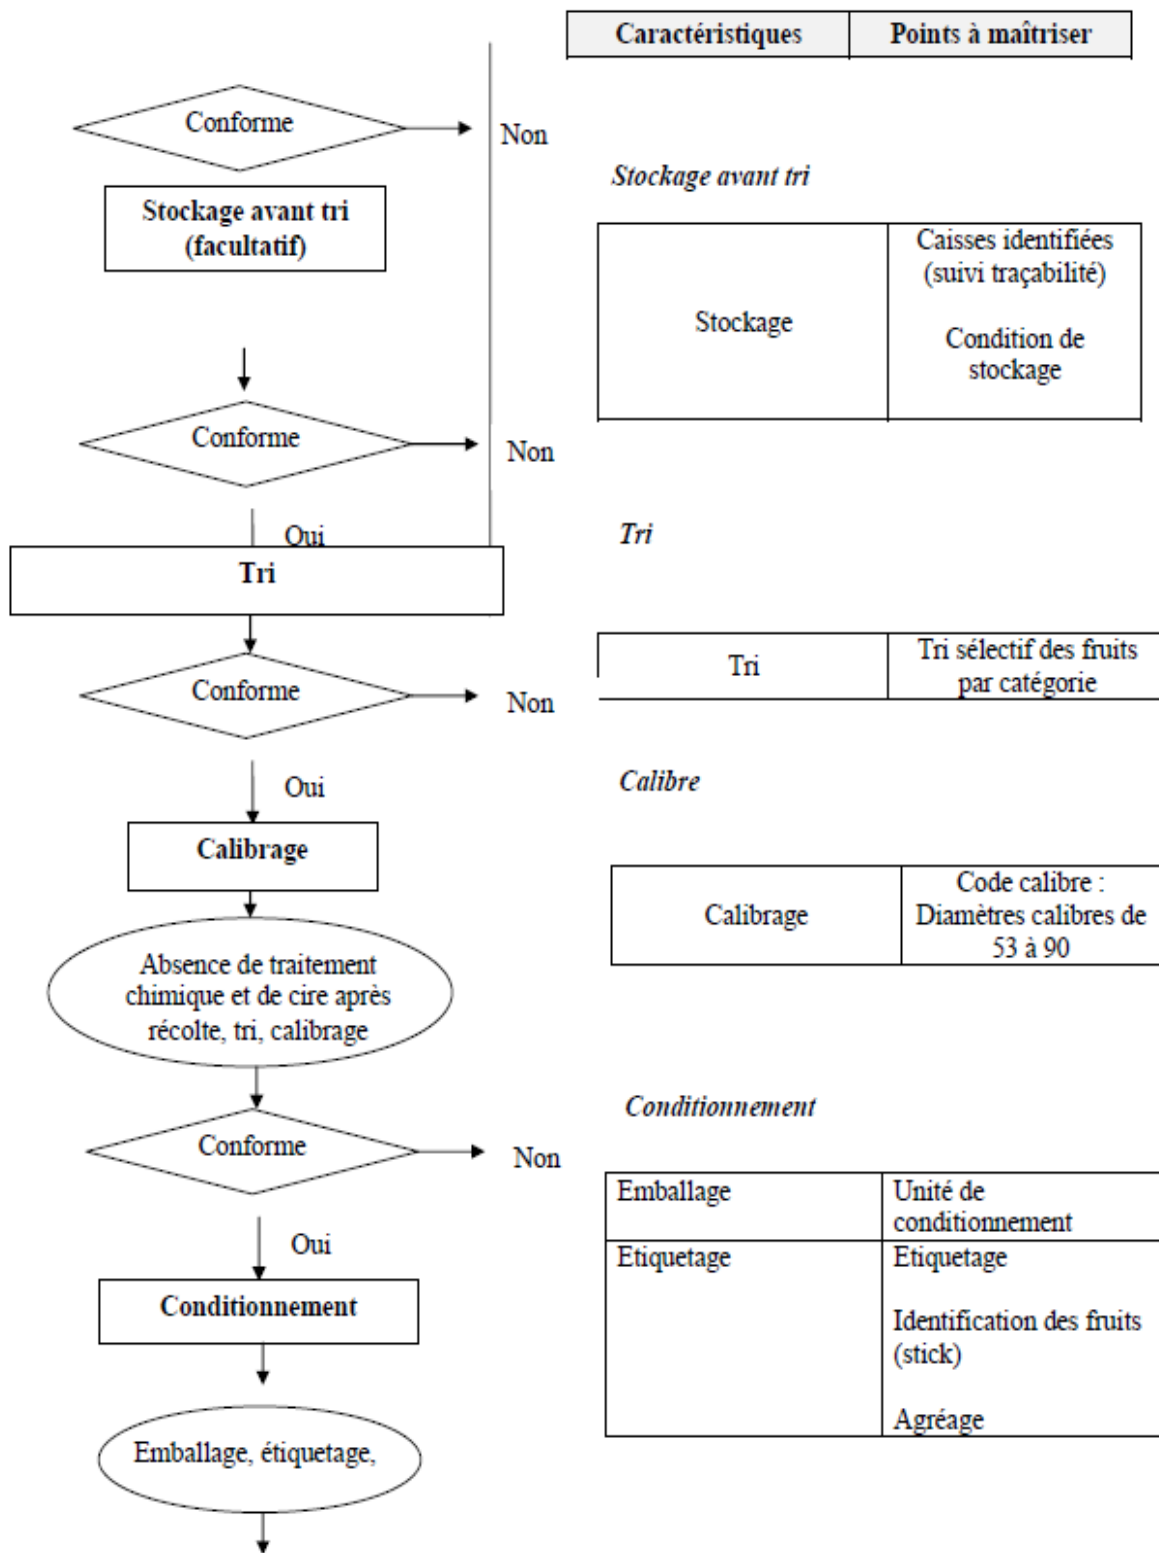 Caractéristiques Points à maîtriser
Conforme
Non
Stockage avant tri
Stockage avant tri
(facultatif)
Caisses identifiées
(suivi traçabilité)
Stockage
Condition de
stockage
Conforme
Non
Oui
Tri
Tri
Tri
Tri sélectif des fruits
par catégorie
Conforme
Non
Oui
Calibre
Calibrage
Calibrage
Code calibre :
Diamètres calibres de
53 à 90
Absence de traitement
chimique et de cire après
récolte, tri, calibrage
Conditionnement
Conforme
Non
Emballage
Unité de
conditionnement
Oui
Etiquetage
Etiquetage
Identification des fruits
(stick)
Agréage
Conditionnement
Emballage, étiquetage,